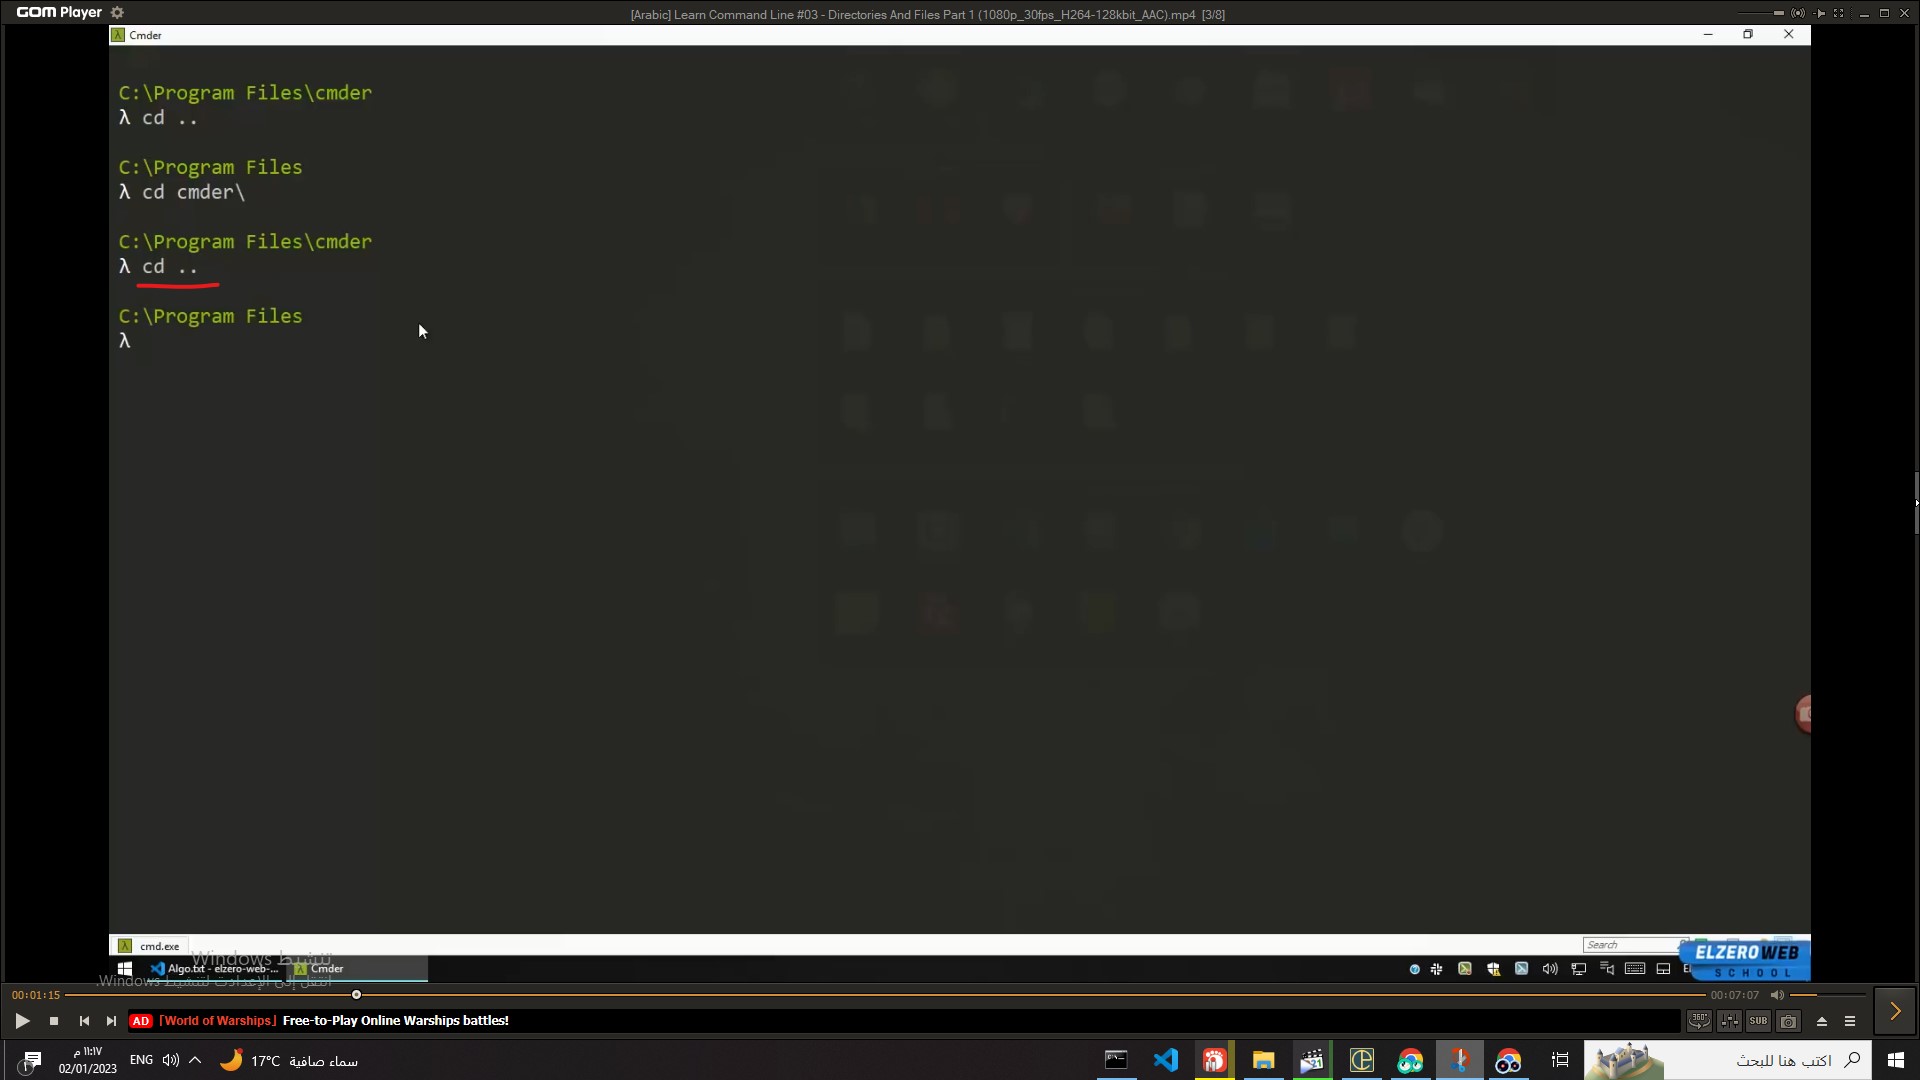 GOM Player
[Arabic] Learn Command Line #03 - Directories And Files Part 1 (1080p_30fps_H264-128kbit_AAC).mp4 [3/8]
Cmder
C:\Program Files\cmder
λ cd ..
C:\Program Files
λ cd cmder\
C:\Program Files\cmder
λ cd ..
C:\Program Files
λ
cmd.exe
Search
تنشيط Windows
Algo.txt - elzero-web-...
Cmder
ELZERO WEB
SCHOOL
انتقل إلى الإعدادات لتنشيط Windows.
00:01:15
00:07:07
AD [World of Warships] Free-to-Play Online Warships battles!
360°
SUB
١١:١٧ م
02/01/2023
ENG
17°C سماء صافية
اكتب هنا للبحث